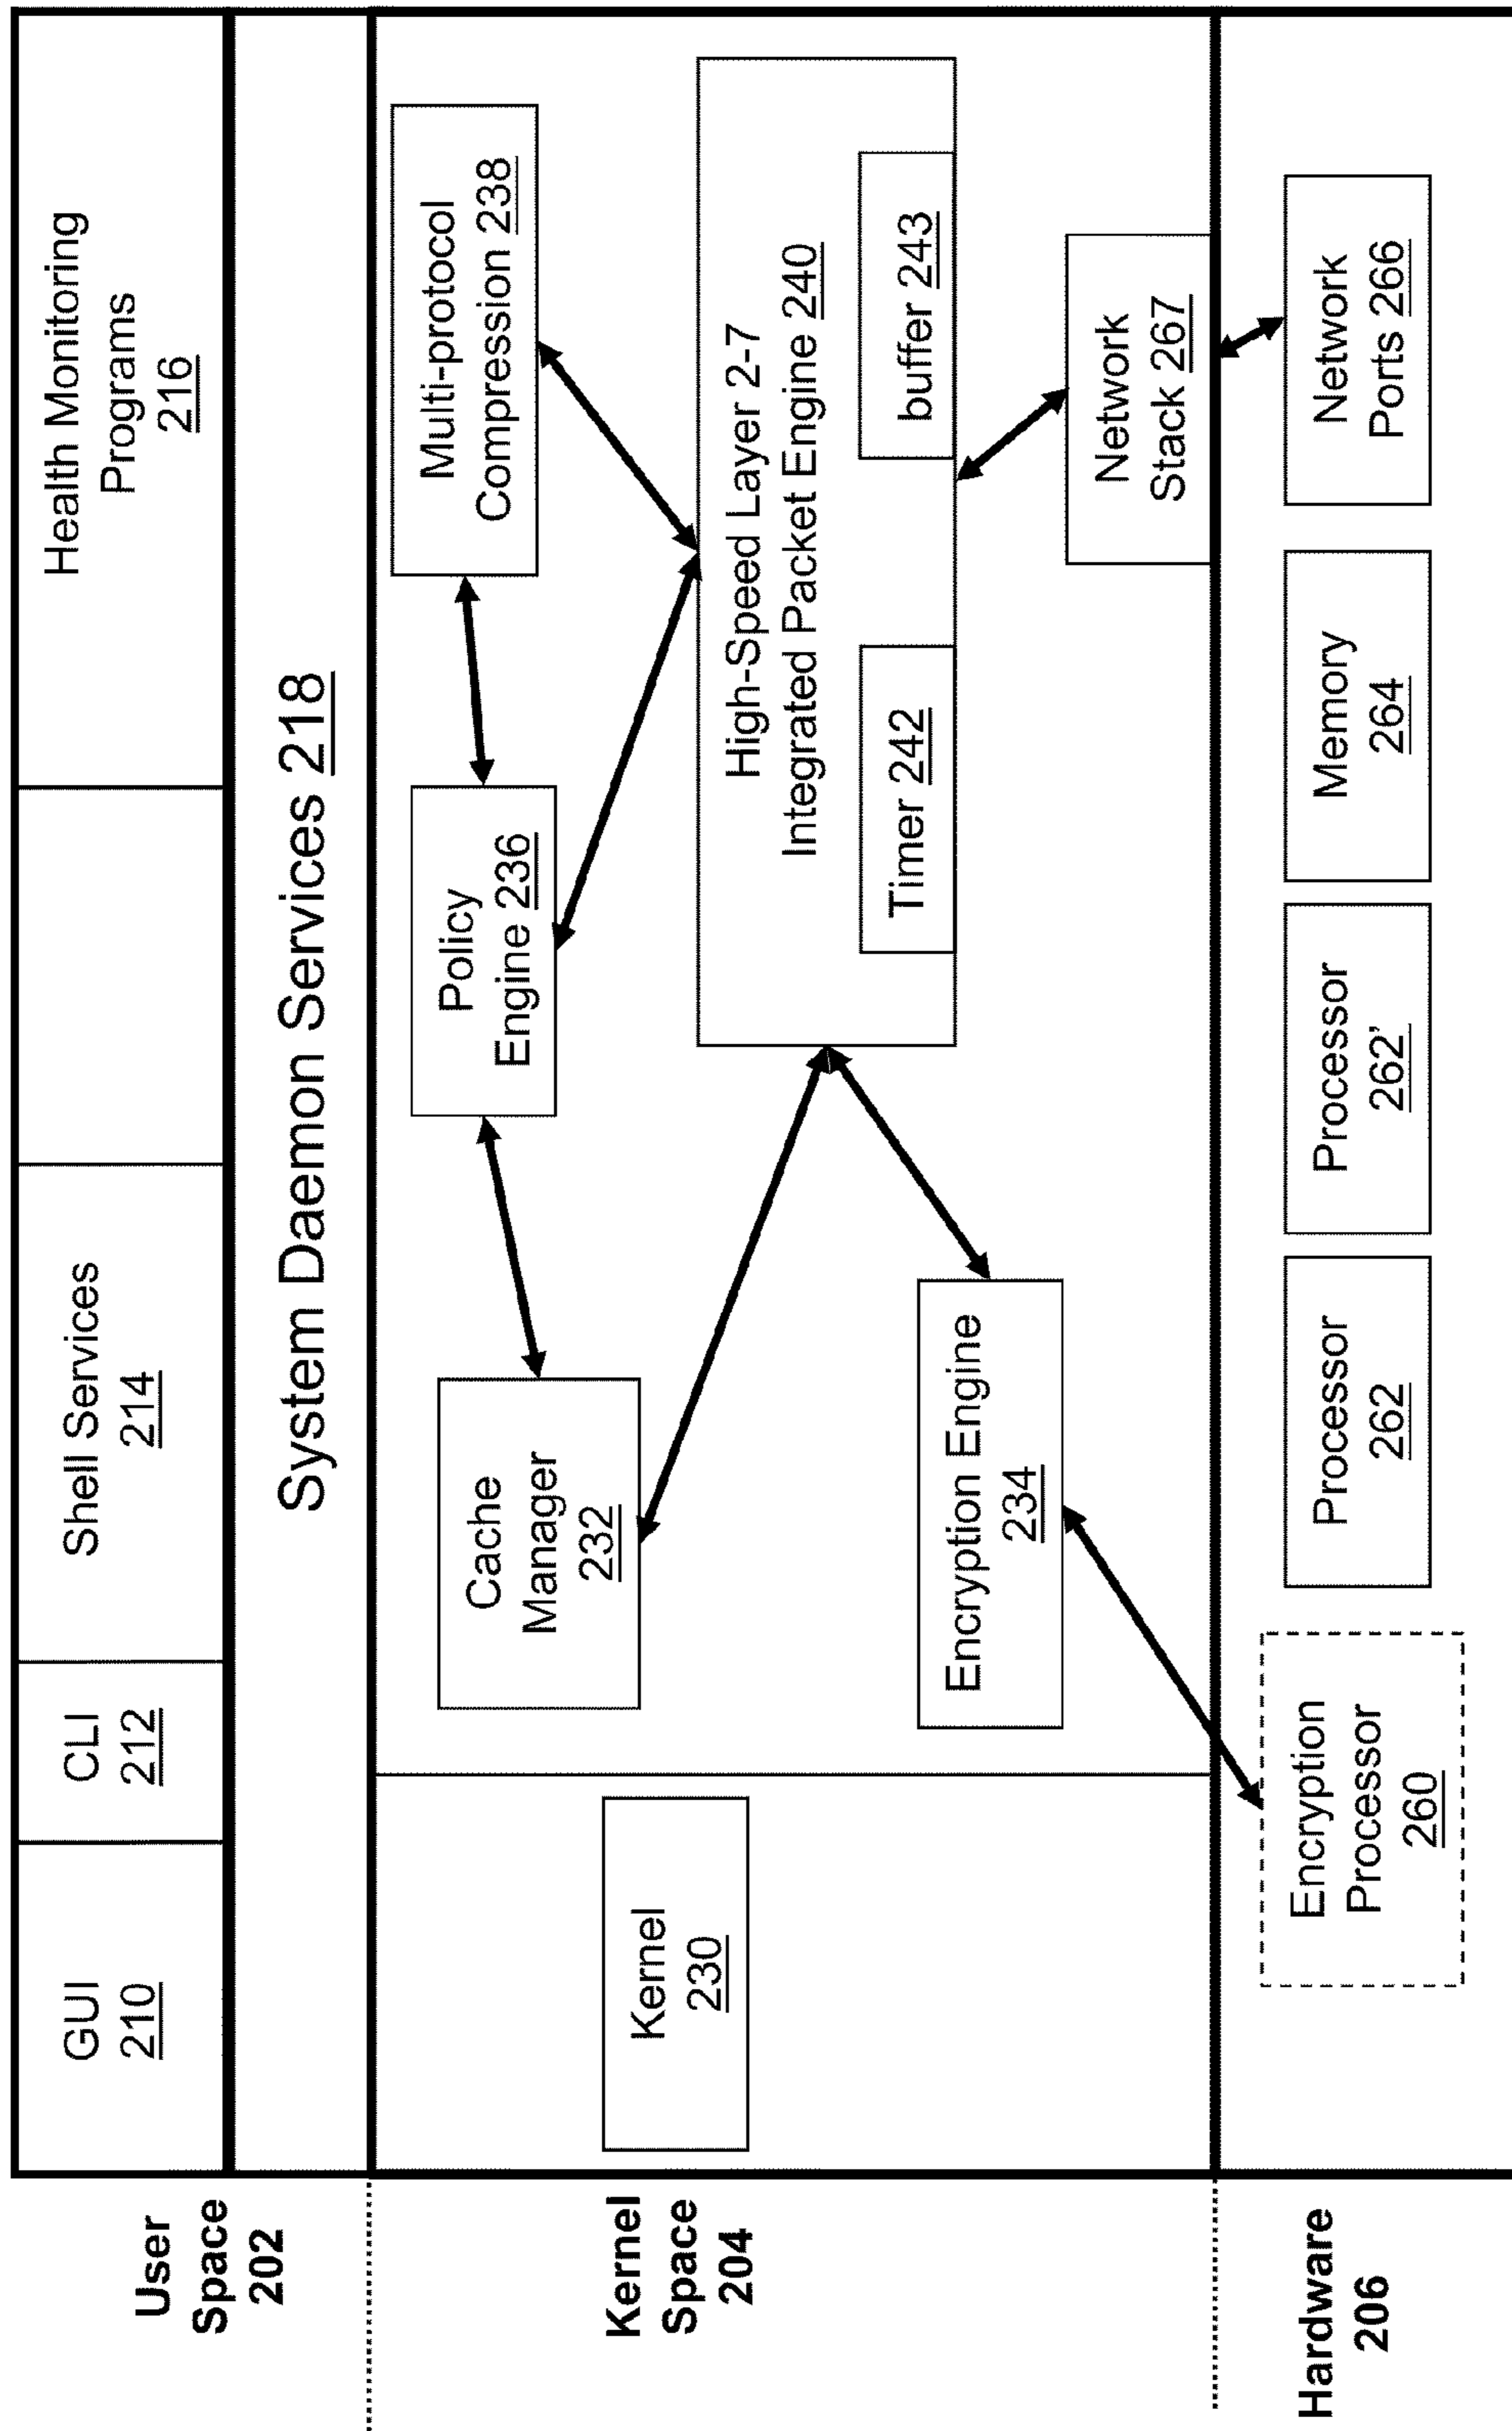 User
Space
202
GUI
210
CLI
212
Shell Services
214
Health Monitoring
Programs
216
System Daemon Services 218
Kernel
Space
204
Kernel
230
Cache
Manager
232
Policy
Engine 236
Multi-protocol
Compression 238
High-Speed Layer 2-7
Integrated Packet Engine 240
Timer 242
buffer 243
Encryption Engine
234
Network
Stack 267
Hardware
206
Encryption
Processor
260
Processor
262
Processor
262'
Memory
264
Network
Ports 266